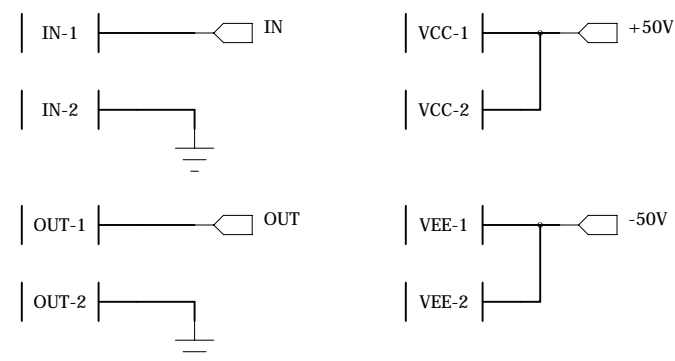 IN-1 IN VCC-1 +50V
IN-2 VCC-2
OUT-1 OUT VEE-1 -50V
OUT-2 VEE-2